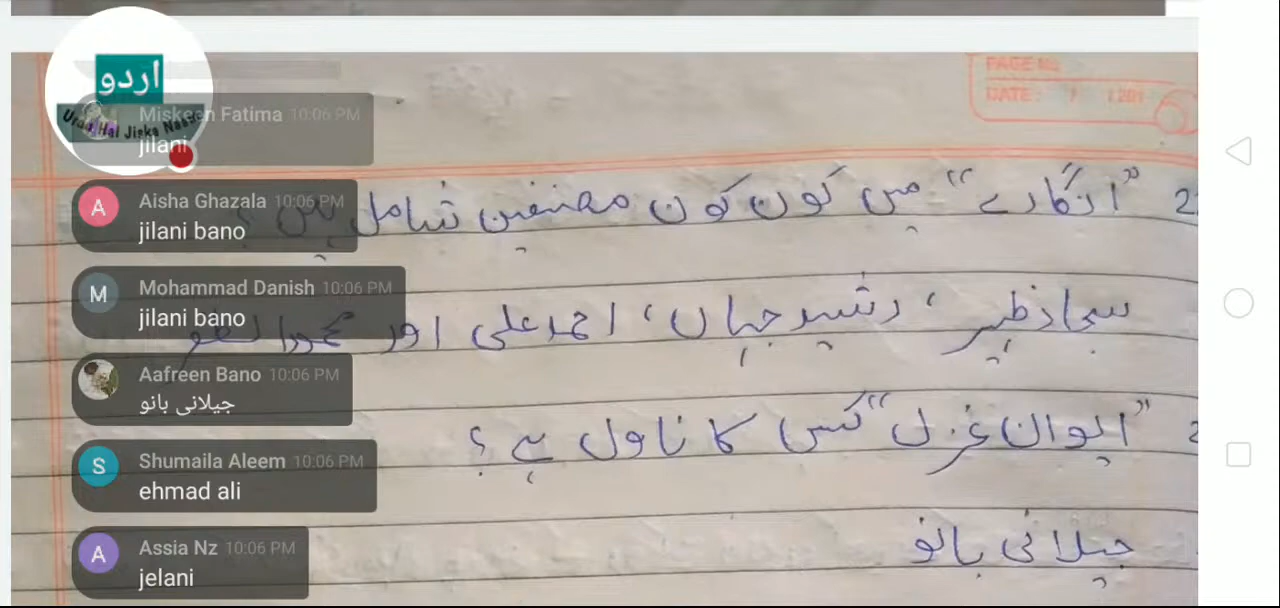 اردو
Urdu Hai Jiska Naam
Miskeen Fatima 10:06 PM
jilani
Aisha Ghazala 10:06 PM
jilani bano
Mohammad Danish 10:06 PM
jilani bano
Aafreen Bano 10:06 PM
جیلانی بانو
Shumaila Aleem 10:06 PM
ehmad ali
Assia Nz 10:06 PM
jelani
PAGE No
DATE: / /201
2 "انگارے" میں کون کون مصنفین شامل ہیں ؟
سجاد ظہیر ، رشید جہاں ، احمد علی اور محمود الظفر
2 "ایوان غزل" کس کا ناول ہے ؟
جیلانی بانو